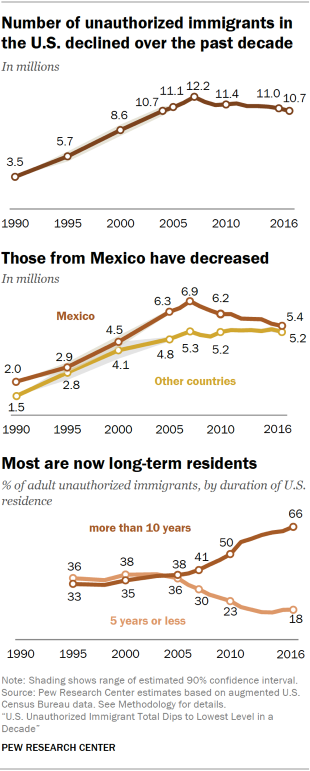 Number of unauthorized immigrants in
the U.S. declined over the past decade
In millions
3.5
5.7
8.6
10.7
11.1
12.2
11.4
11.0
10.7
1990 1995 2000 2005 2010 2016
Those from Mexico have decreased
In millions
Mexico
2.0
2.9
4.5
6.3
6.9
6.2
5.4
1.5
2.8
4.1
4.8
5.3
5.2
5.2
Other countries
1990 1995 2000 2005 2010 2016
Most are now long-term residents
% of adult unauthorized immigrants, by duration of U.S.
residence
more than 10 years
66
36
38
38
41
50
33
35
36
30
23
18
5 years or less
1990 1995 2000 2005 2010 2016
Note: Shading shows range of estimated 90% confidence interval.
Source: Pew Research Center estimates based on augmented U.S.
Census Bureau data. See Methodology for details.
"U.S. Unauthorized Immigrant Total Dips to Lowest Level in a
Decade"
PEW RESEARCH CENTER